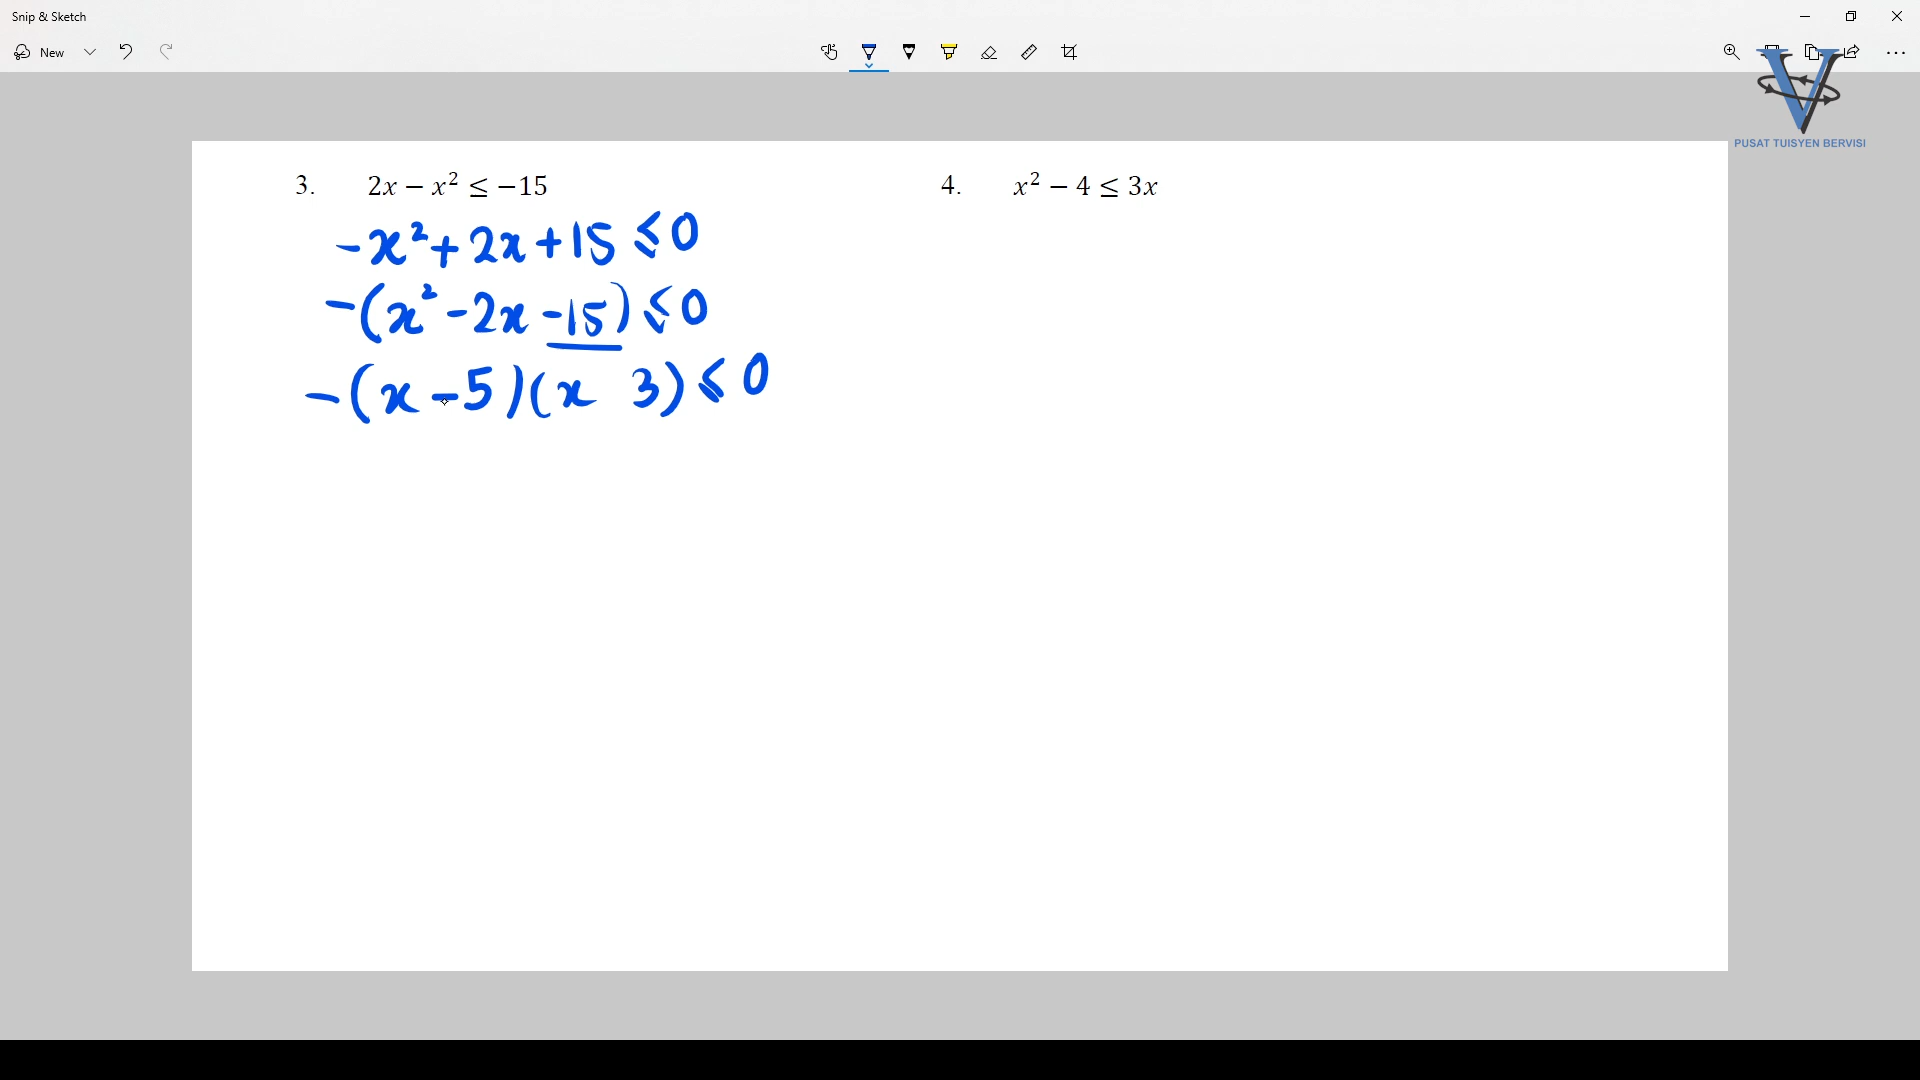 Snip & Sketch
New
PUSAT TUISYEN BERVISI
3. 2x − x² ≤ −15
-x²+2x+15≤0
-(x²-2x-15)≤0
-(x-5)(x 3)≤0
4. x² − 4 ≤ 3x